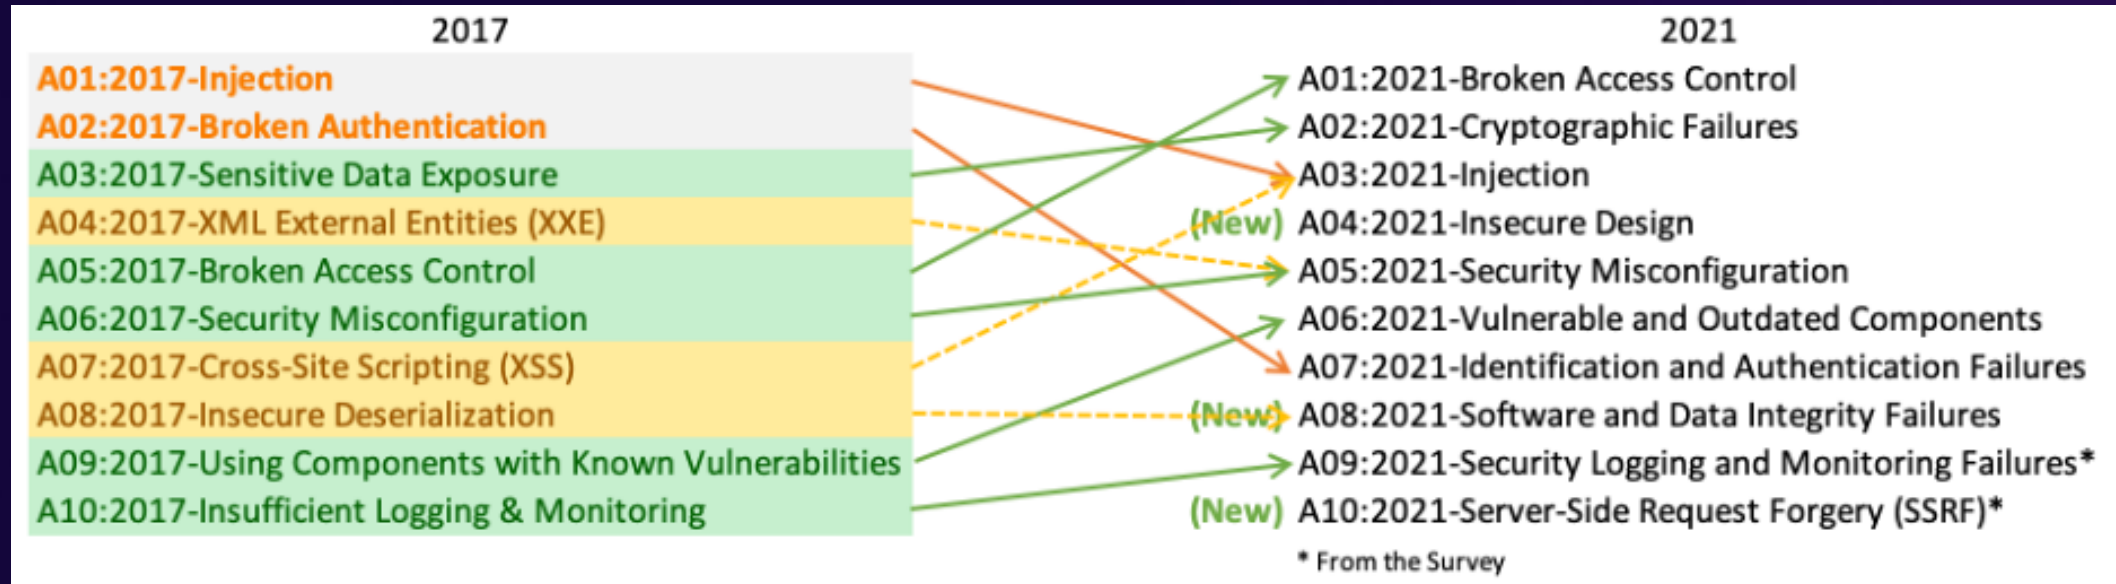 2017
A01:2017-Injection
A02:2017-Broken Authentication
A03:2017-Sensitive Data Exposure
A04:2017-XML External Entities (XXE)
A05:2017-Broken Access Control
A06:2017-Security Misconfiguration
A07:2017-Cross-Site Scripting (XSS)
A08:2017-Insecure Deserialization
A09:2017-Using Components with Known Vulnerabilities
A10:2017-Insufficient Logging & Monitoring
2021
A01:2021-Broken Access Control
A02:2021-Cryptographic Failures
A03:2021-Injection
(New) A04:2021-Insecure Design
A05:2021-Security Misconfiguration
A06:2021-Vulnerable and Outdated Components
A07:2021-Identification and Authentication Failures
(New) A08:2021-Software and Data Integrity Failures
A09:2021-Security Logging and Monitoring Failures*
(New) A10:2021-Server-Side Request Forgery (SSRF)*
* From the Survey